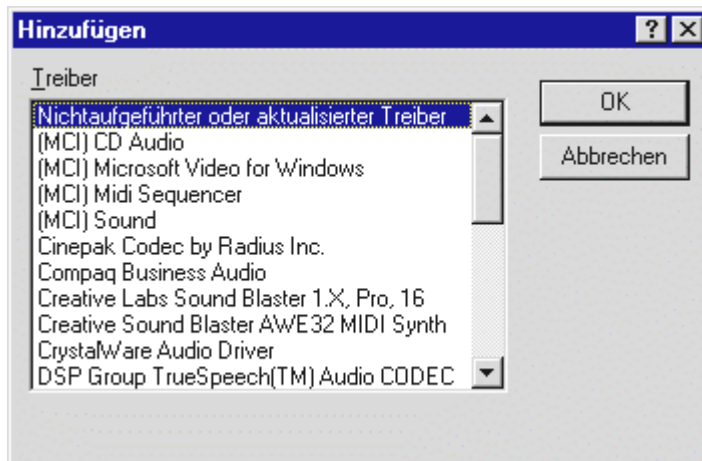 Hinzufügen
Treiber
Nichtaufgeführter oder aktualisierter Treiber
(MCI) CD Audio
(MCI) Microsoft Video for Windows
(MCI) Midi Sequencer
(MCI) Sound
Cinepak Codec by Radius Inc.
Compaq Business Audio
Creative Labs Sound Blaster 1.X, Pro, 16
Creative Sound Blaster AWE32 MIDI Synth
CrystalWare Audio Driver
DSP Group TrueSpeech(TM) Audio CODEC
OK
Abbrechen